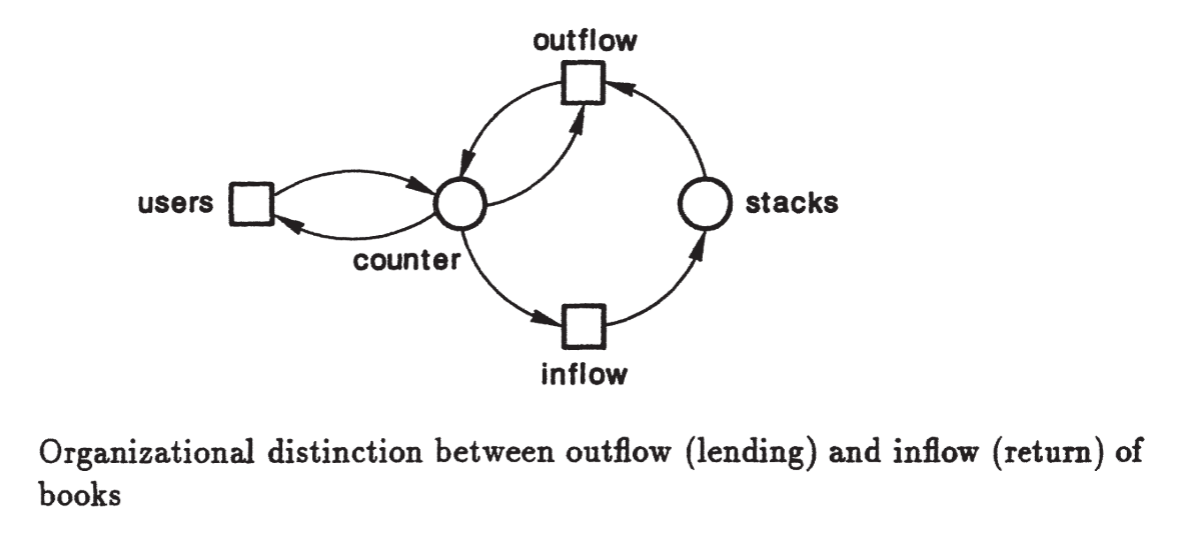 outflow
users
stacks
counter
inflow
Organizational distinction between outflow (lending) and inflow (return) of
books